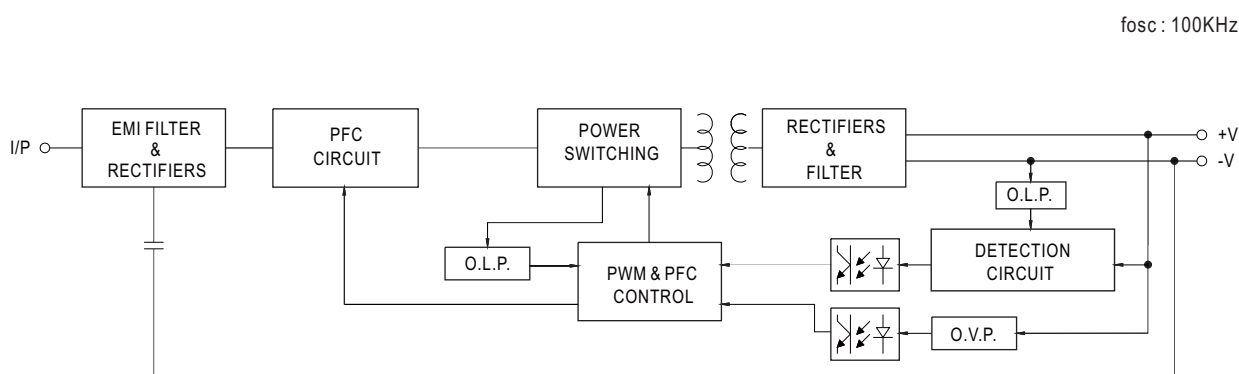 fosc : 100KHz
I/P
EMI FILTER
&
RECTIFIERS
PFC
CIRCUIT
POWER
SWITCHING
RECTIFIERS
&
FILTER
+V
-V
O.L.P.
DETECTION
CIRCUIT
O.L.P.
PWM & PFC
CONTROL
O.V.P.